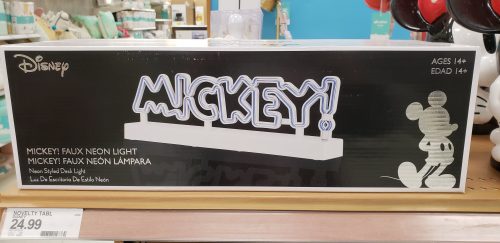 Disney
AGES 14+
EDAD 14+
MICKEY!
MICKEY! FAUX NEON LIGHT
MICKEY! FAUX NEÓN LÁMPARA
Neon Styled Desk Light
Luz De Escritorio De Estilo Neón
NOVELTY TABL
24.99